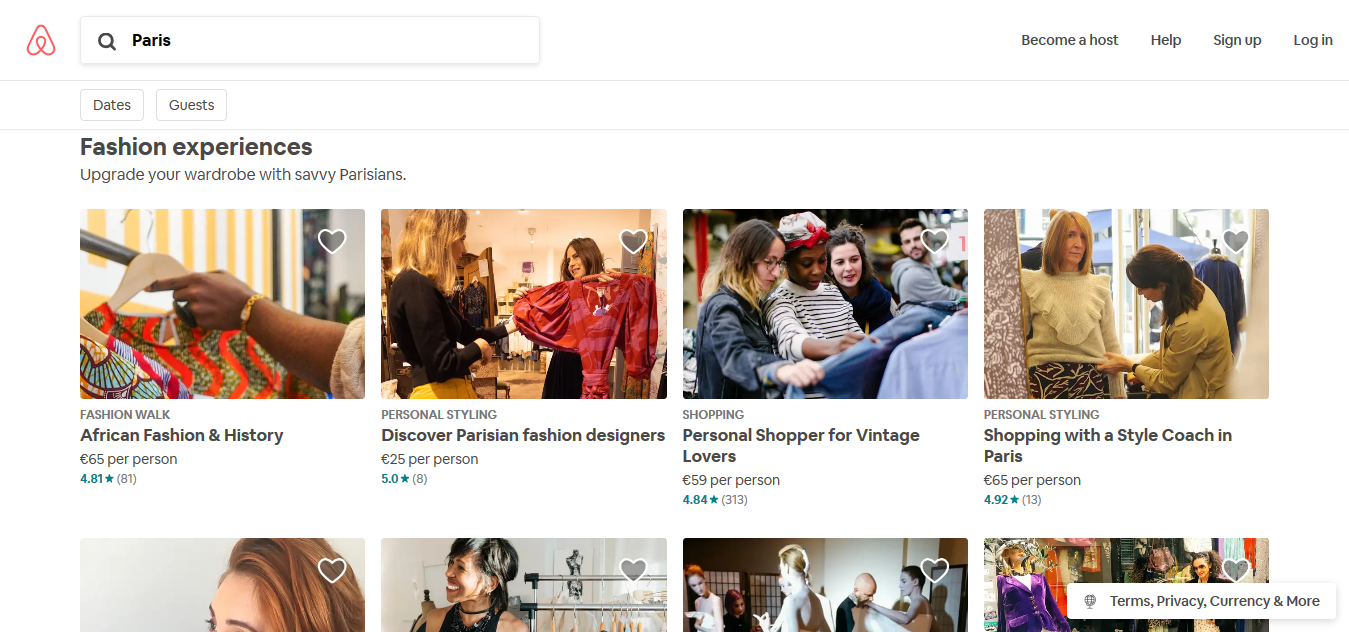 Paris
Become a host
Help
Sign up
Log in
Dates
Guests
Fashion experiences
Upgrade your wardrobe with savvy Parisians.
FASHION WALK
African Fashion & History
€65 per person
4.81★ (81)
PERSONAL STYLING
Discover Parisian fashion designers
€25 per person
5.0★ (8)
1
SHOPPING
Personal Shopper for Vintage
Lovers
€59 per person
4.84★ (313)
PERSONAL STYLING
Shopping with a Style Coach in
Paris
€65 per person
4.92★ (13)
Terms, Privacy, Currency & More